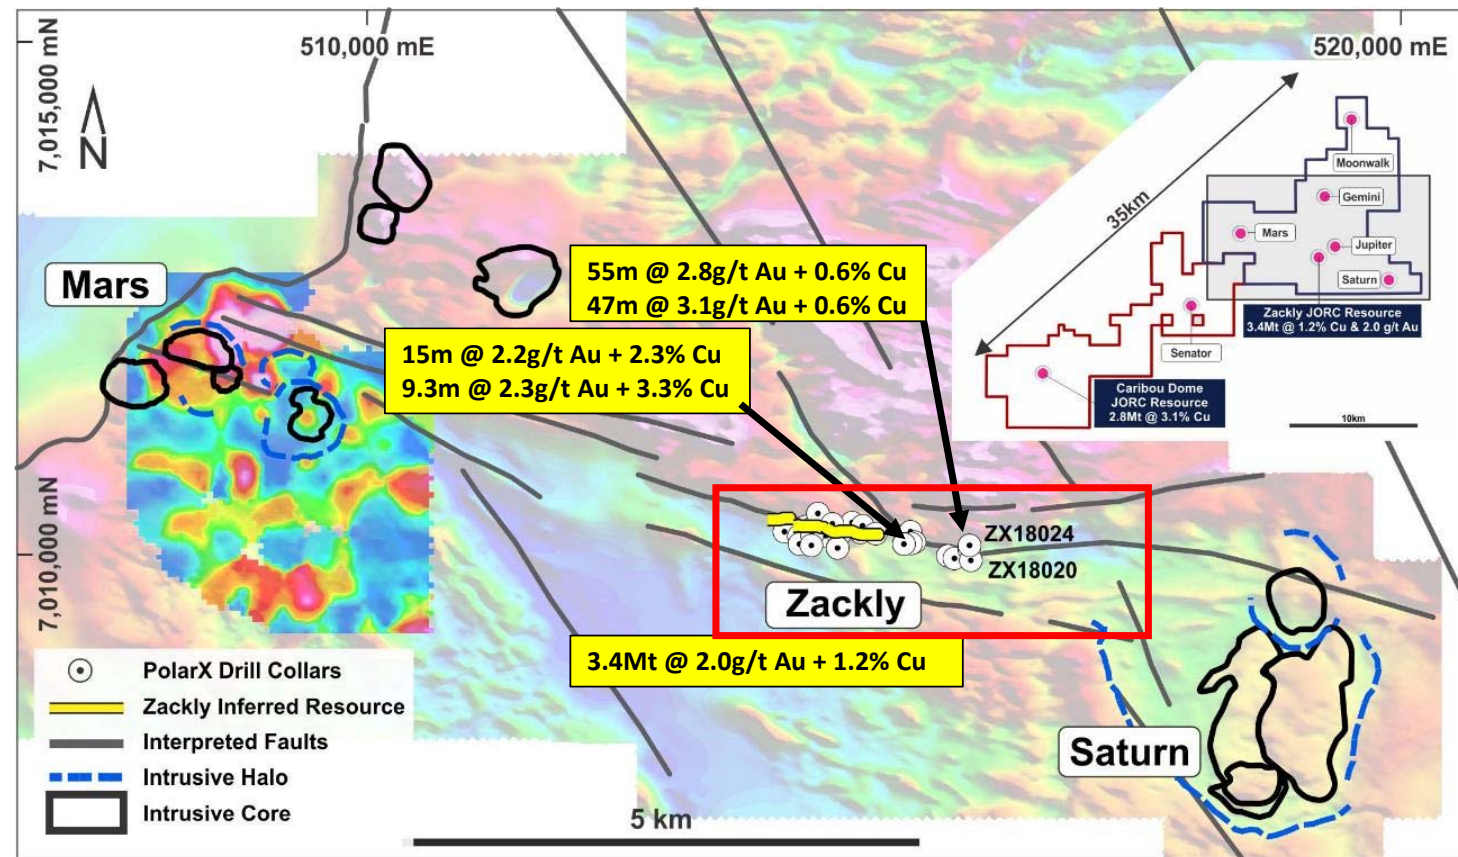 510,000 mE
520,000 mE
7,015,000 mN
N
Moonwalk
Gemini
35km
Mars
Jupiter
Saturn
Zackly JORC Resource
3.4Mt @ 1.2% Cu & 2.0 g/t Au
Senator
Caribou Dome
JORC Resource
2.8Mt @ 3.1% Cu
10km
Mars
55m @ 2.8g/t Au + 0.6% Cu
47m @ 3.1g/t Au + 0.6% Cu
15m @ 2.2g/t Au + 2.3% Cu
9.3m @ 2.3g/t Au + 3.3% Cu
7,010,000 mN
ZX18024
ZX18020
Zackly
3.4Mt @ 2.0g/t Au + 1.2% Cu
Saturn
PolarX Drill Collars
Zackly Inferred Resource
Interpreted Faults
Intrusive Halo
Intrusive Core
5 km